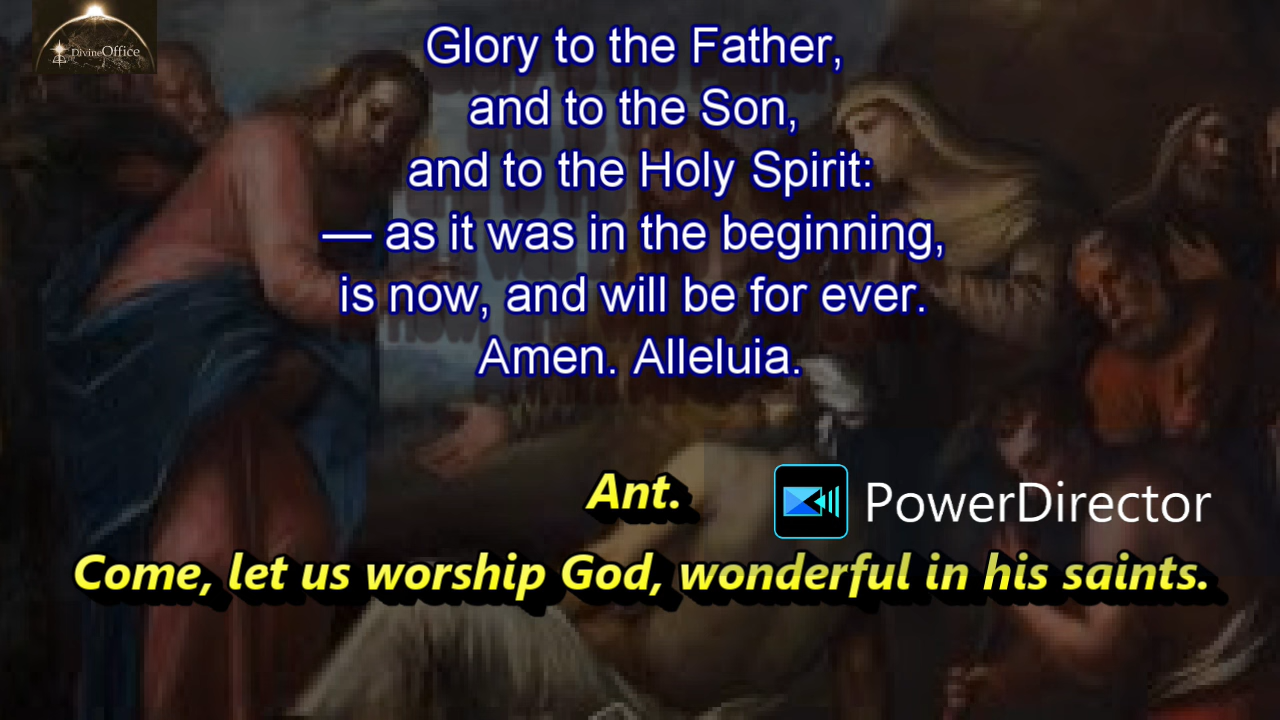 DivineOffice
Glory to the Father,
and to the Son,
and to the Holy Spirit:
— as it was in the beginning,
is now, and will be for ever.
Amen. Alleluia.
Ant.
PowerDirector
Come, let us worship God, wonderful in his saints.